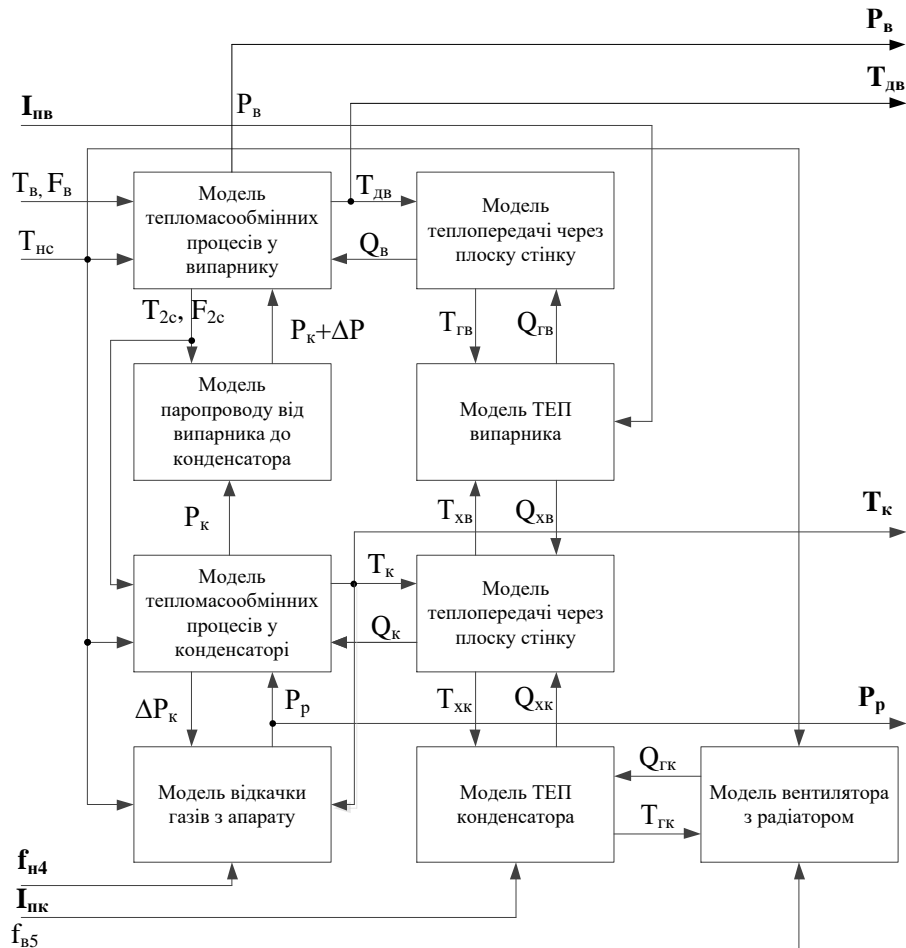 Pв
Tдв
Iпв
Pв
Tв, Fв
Tнс
Модель
тепломасообмінних
процесів у
випарнику
Tдв
Qв
Модель
теплопередачі через
плоску стінку
T2c, F2c
Pк+ΔP
Tгв
Qгв
Модель
паропроводу від
випарника до
конденсатора
Модель ТЕП
випарника
Pк
Tхв
Qхв
Tк
Модель
тепломасообмінних
процесів у
конденсаторі
Tк
Qк
Модель
теплопередачі через
плоску стінку
ΔPк
Pр
Tхк
Qхк
Pр
Модель відкачки
газів з апарату
Модель ТЕП
конденсатора
Qгк
Tгк
Модель вентилятора
з радіатором
fн4
Iпк
fв5